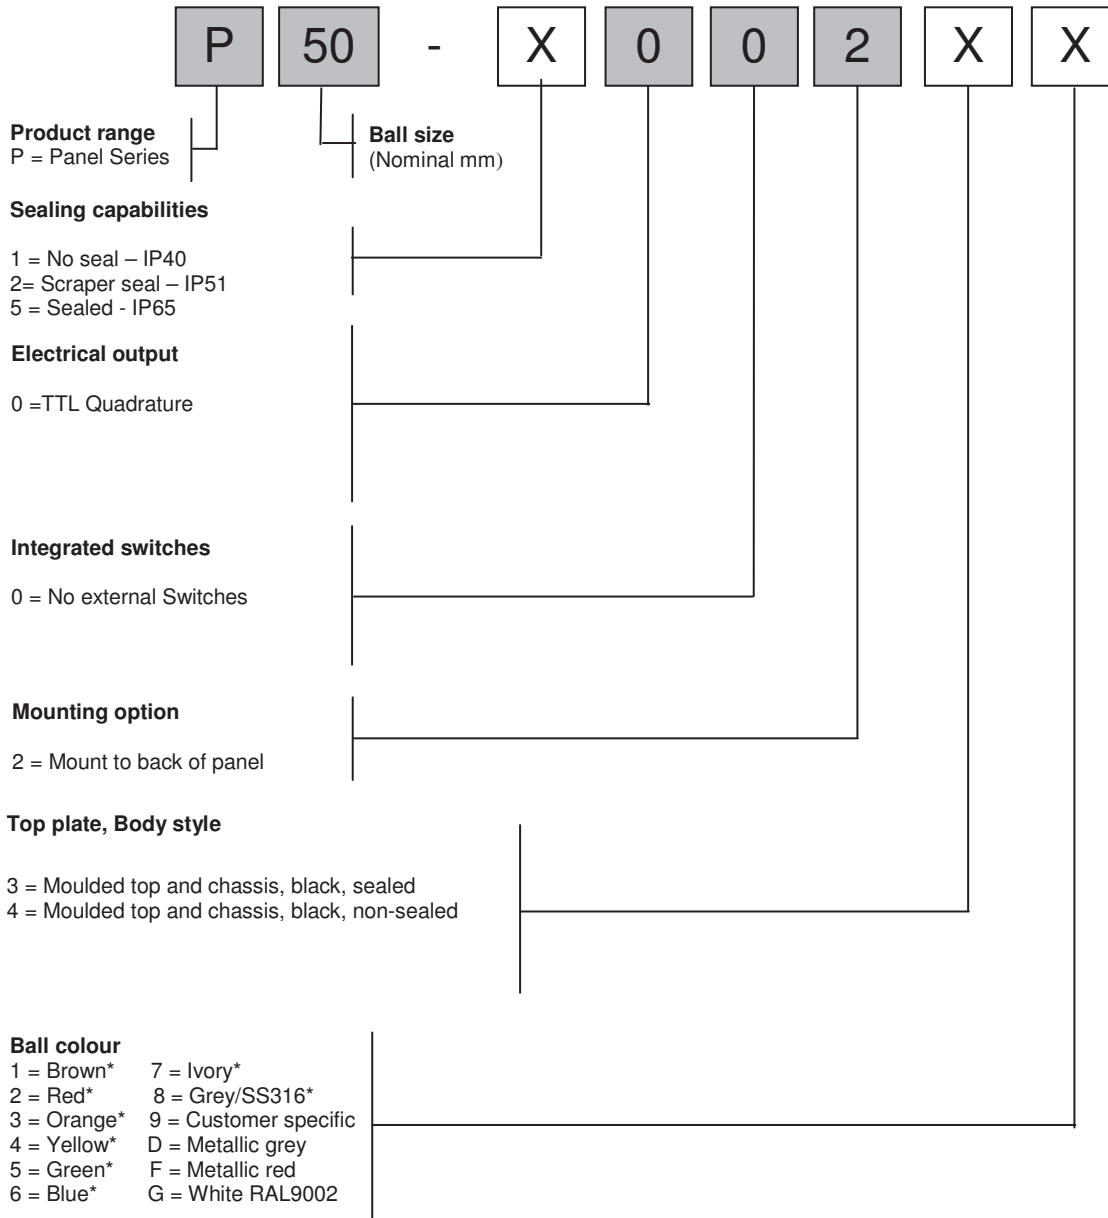 P 50 - X 0 0 2 X X
Product range
P = Panel Series
Ball size
(Nominal mm)
Sealing capabilities
1 = No seal – IP40
2= Scraper seal – IP51
5 = Sealed - IP65
Electrical output
0 =TTL Quadrature
Integrated switches
0 = No external Switches
Mounting option
2 = Mount to back of panel
Top plate, Body style
3 = Moulded top and chassis, black, sealed
4 = Moulded top and chassis, black, non-sealed
Ball colour
1 = Brown* 7 = Ivory*
2 = Red* 8 = Grey/SS316*
3 = Orange* 9 = Customer specific
4 = Yellow* D = Metallic grey
5 = Green* F = Metallic red
6 = Blue* G = White RAL9002